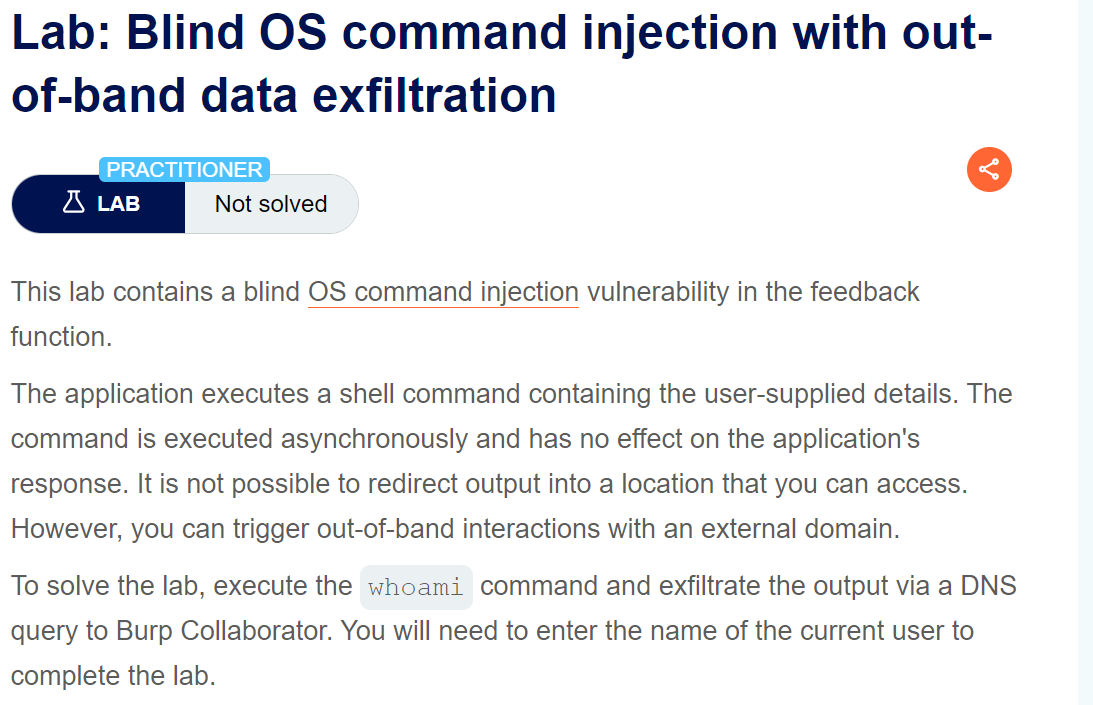 Lab: Blind OS command injection with out-
of-band data exfiltration
PRACTITIONER
LAB Not solved
This lab contains a blind OS command injection vulnerability in the feedback
function.
The application executes a shell command containing the user-supplied details. The
command is executed asynchronously and has no effect on the application's
response. It is not possible to redirect output into a location that you can access.
However, you can trigger out-of-band interactions with an external domain.
To solve the lab, execute the whoami command and exfiltrate the output via a DNS
query to Burp Collaborator. You will need to enter the name of the current user to
complete the lab.